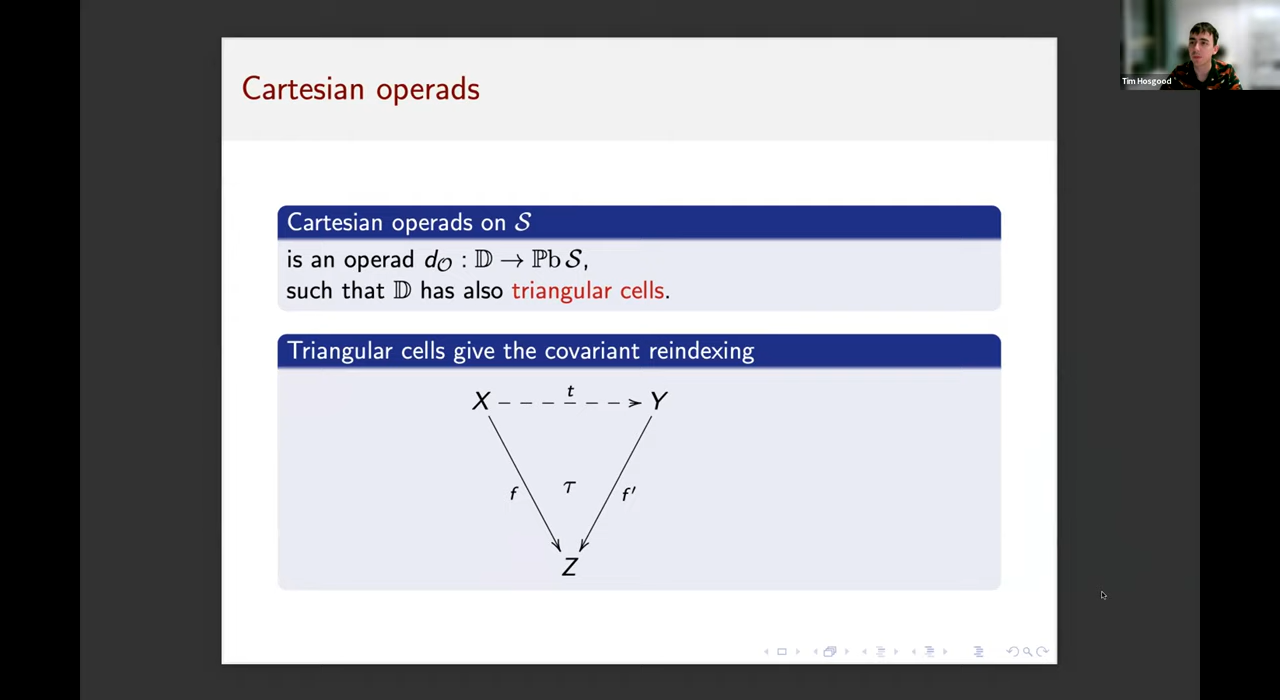 Cartesian operads
Tim Hosgood
Cartesian operads on 𝒮
is an operad d_𝒪 : 𝔻 → ℙb 𝒮,
such that 𝔻 has also triangular cells.
Triangular cells give the covariant reindexing
t
X Y
f τ f′
Z